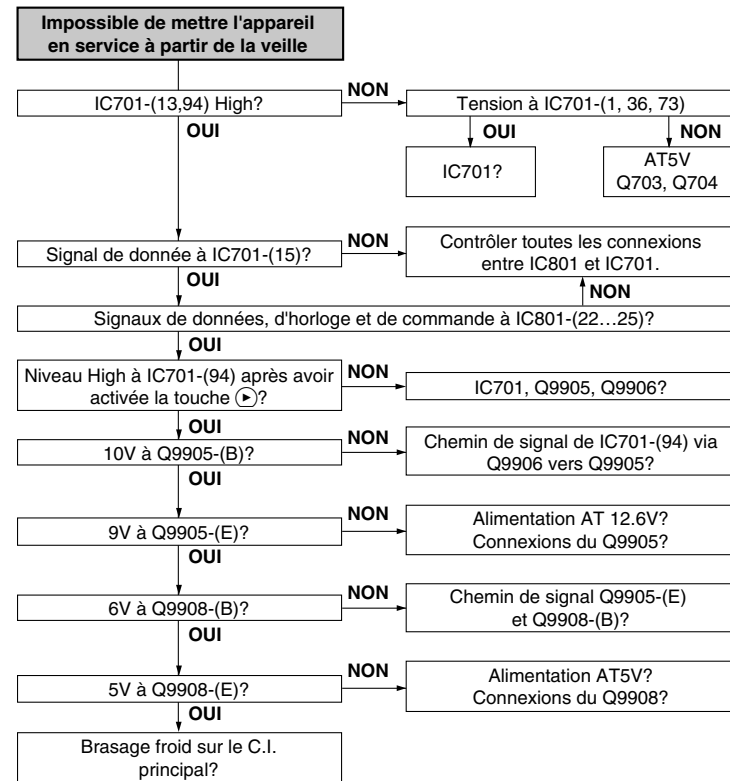 Impossible de mettre l'appareil
en service à partir de la veille
IC701-(13,94) High?
NON
Tension à IC701-(1, 36, 73)
OUI
OUI
NON
IC701?
AT5V
Q703, Q704
Signal de donnée à IC701-(15)?
NON
Contrôler toutes les connexions
entre IC801 et IC701.
OUI
NON
Signaux de données, d'horloge et de commande à IC801-(22...25)?
OUI
Niveau High à IC701-(94) après avoir
activée la touche ▶?
NON
IC701, Q9905, Q9906?
OUI
10V à Q9905-(B)?
NON
Chemin de signal de IC701-(94) via
Q9906 vers Q9905?
OUI
9V à Q9905-(E)?
NON
Alimentation AT 12.6V?
Connexions du Q9905?
OUI
6V à Q9908-(B)?
NON
Chemin de signal Q9905-(E)
et Q9908-(B)?
OUI
5V à Q9908-(E)?
NON
Alimentation AT5V?
Connexions du Q9908?
OUI
Brasage froid sur le C.I.
principal?